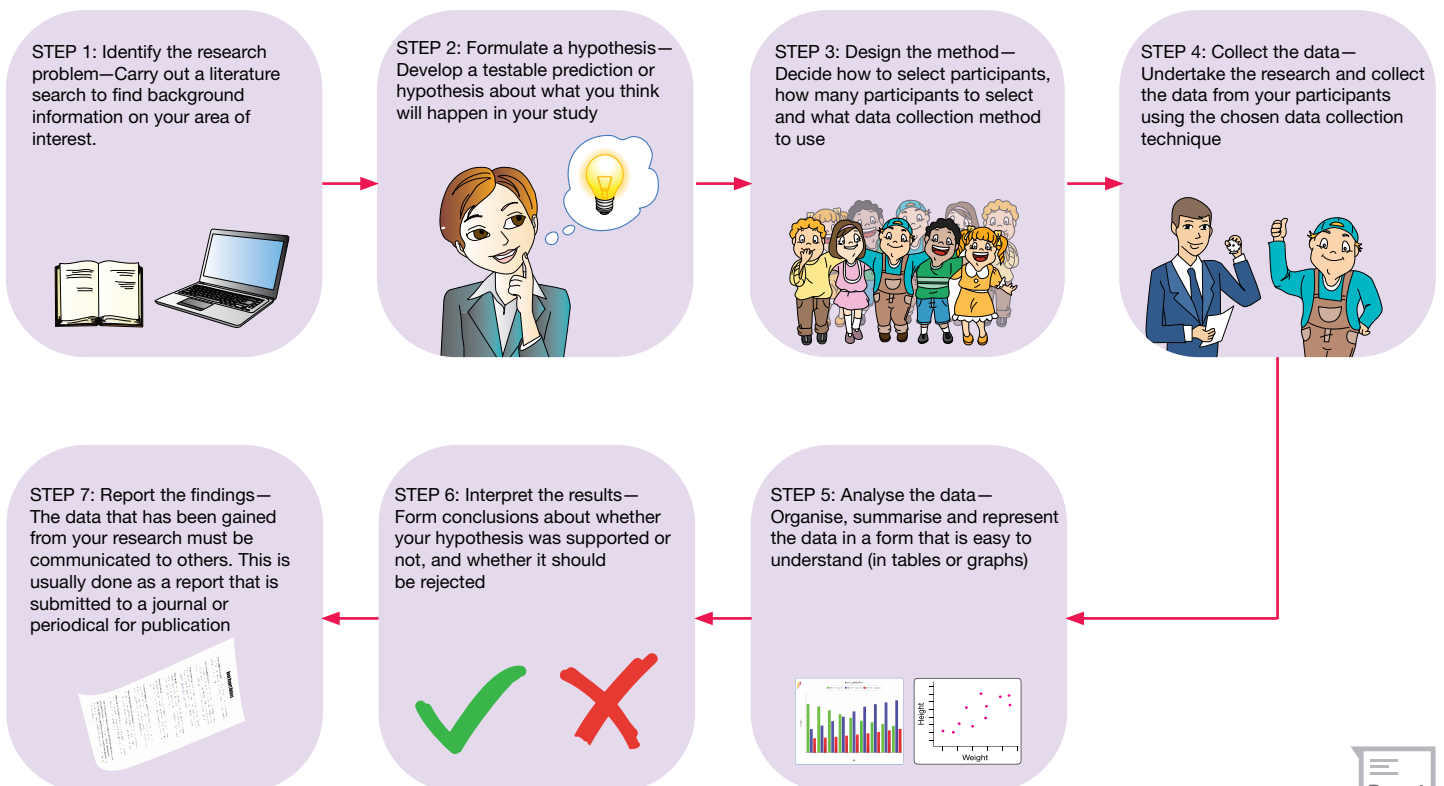 STEP 1: Identify the research
problem—Carry out a literature
search to find background
information on your area of
interest.
STEP 2: Formulate a hypothesis—
Develop a testable prediction or
hypothesis about what you think
will happen in your study
STEP 3: Design the method—
Decide how to select participants,
how many participants to select
and what data collection method
to use
STEP 4: Collect the data—
Undertake the research and collect
the data from your participants
using the chosen data collection
technique
STEP 5: Analyse the data—
Organise, summarise and represent
the data in a form that is easy to
understand (in tables or graphs)
Height
Weight
STEP 6: Interpret the results—
Form conclusions about whether
your hypothesis was supported or
not, and whether it should
be rejected
STEP 7: Report the findings—
The data that has been gained
from your research must be
communicated to others. This is
usually done as a report that is
submitted to a journal or
periodical for publication